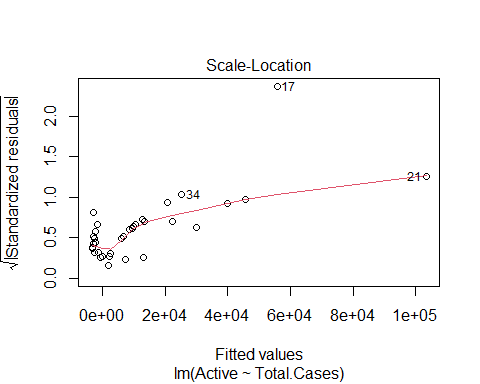 Scale-Location
√|Standardized residuals|
2.0
1.5
1.0
0.5
0.0
17
34
21
0e+00 2e+04 4e+04 6e+04 8e+04 1e+05
Fitted values
lm(Active ~ Total.Cases)